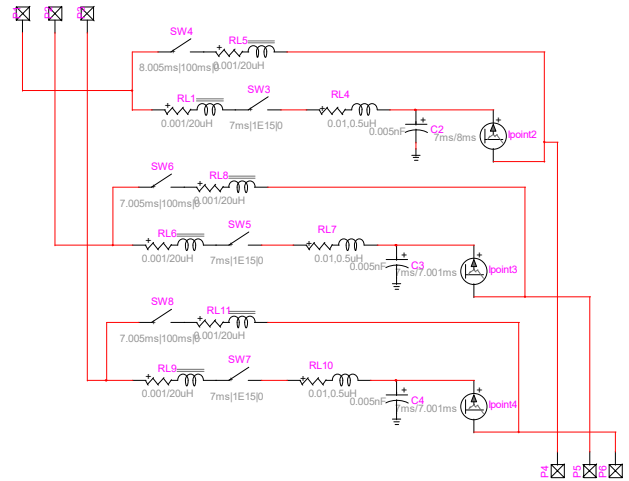 P1 P2 P3
SW4
RL5
8.005ms|100ms|0
0.001/20uH
RL1
SW3
RL4
0.001/20uH
7ms|1E15|0
0.01,0.5uH
0.005nF
C2
7ms/8ms
Ipoint2
SW6
RL8
7.005ms|100ms|0
0.001/20uH
RL6
SW5
RL7
0.001/20uH
7ms|1E15|0
0.01,0.5uH
0.005nF
C3
7ms/7.001ms
Ipoint3
SW8
RL11
7.005ms|100ms|0
0.001/20uH
RL9
SW7
RL10
0.001/20uH
7ms|1E15|0
0.01,0.5uH
0.005nF
C4
7ms/7.001ms
Ipoint4
P4 P5 P6